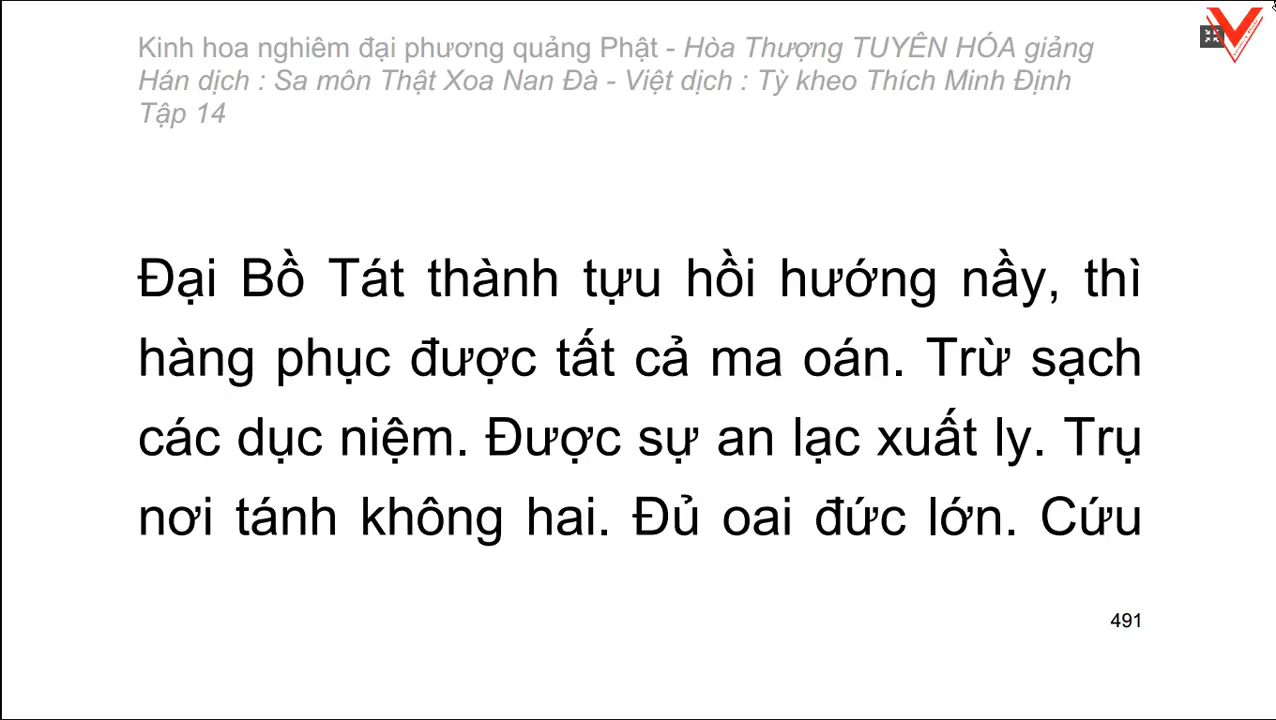 Kinh hoa nghiêm đại phương quảng Phật - Hòa Thượng TUYÊN HÓA giảng
Hán dịch : Sa môn Thật Xoa Nan Đà - Việt dịch : Tỳ kheo Thích Minh Định
Tập 14
Đại Bồ Tát thành tựu hồi hướng nầy, thì
hàng phục được tất cả ma oán. Trừ sạch
các dục niệm. Được sự an lạc xuất ly. Trụ
nơi tánh không hai. Đủ oai đức lớn. Cứu
491